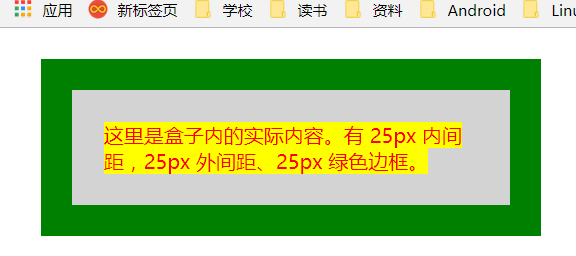 应用 新标签页 学校 读书 资料 Android
这里是盒子内的实际内容。有 25px 内间
距，25px 外间距、25px 绿色边框。